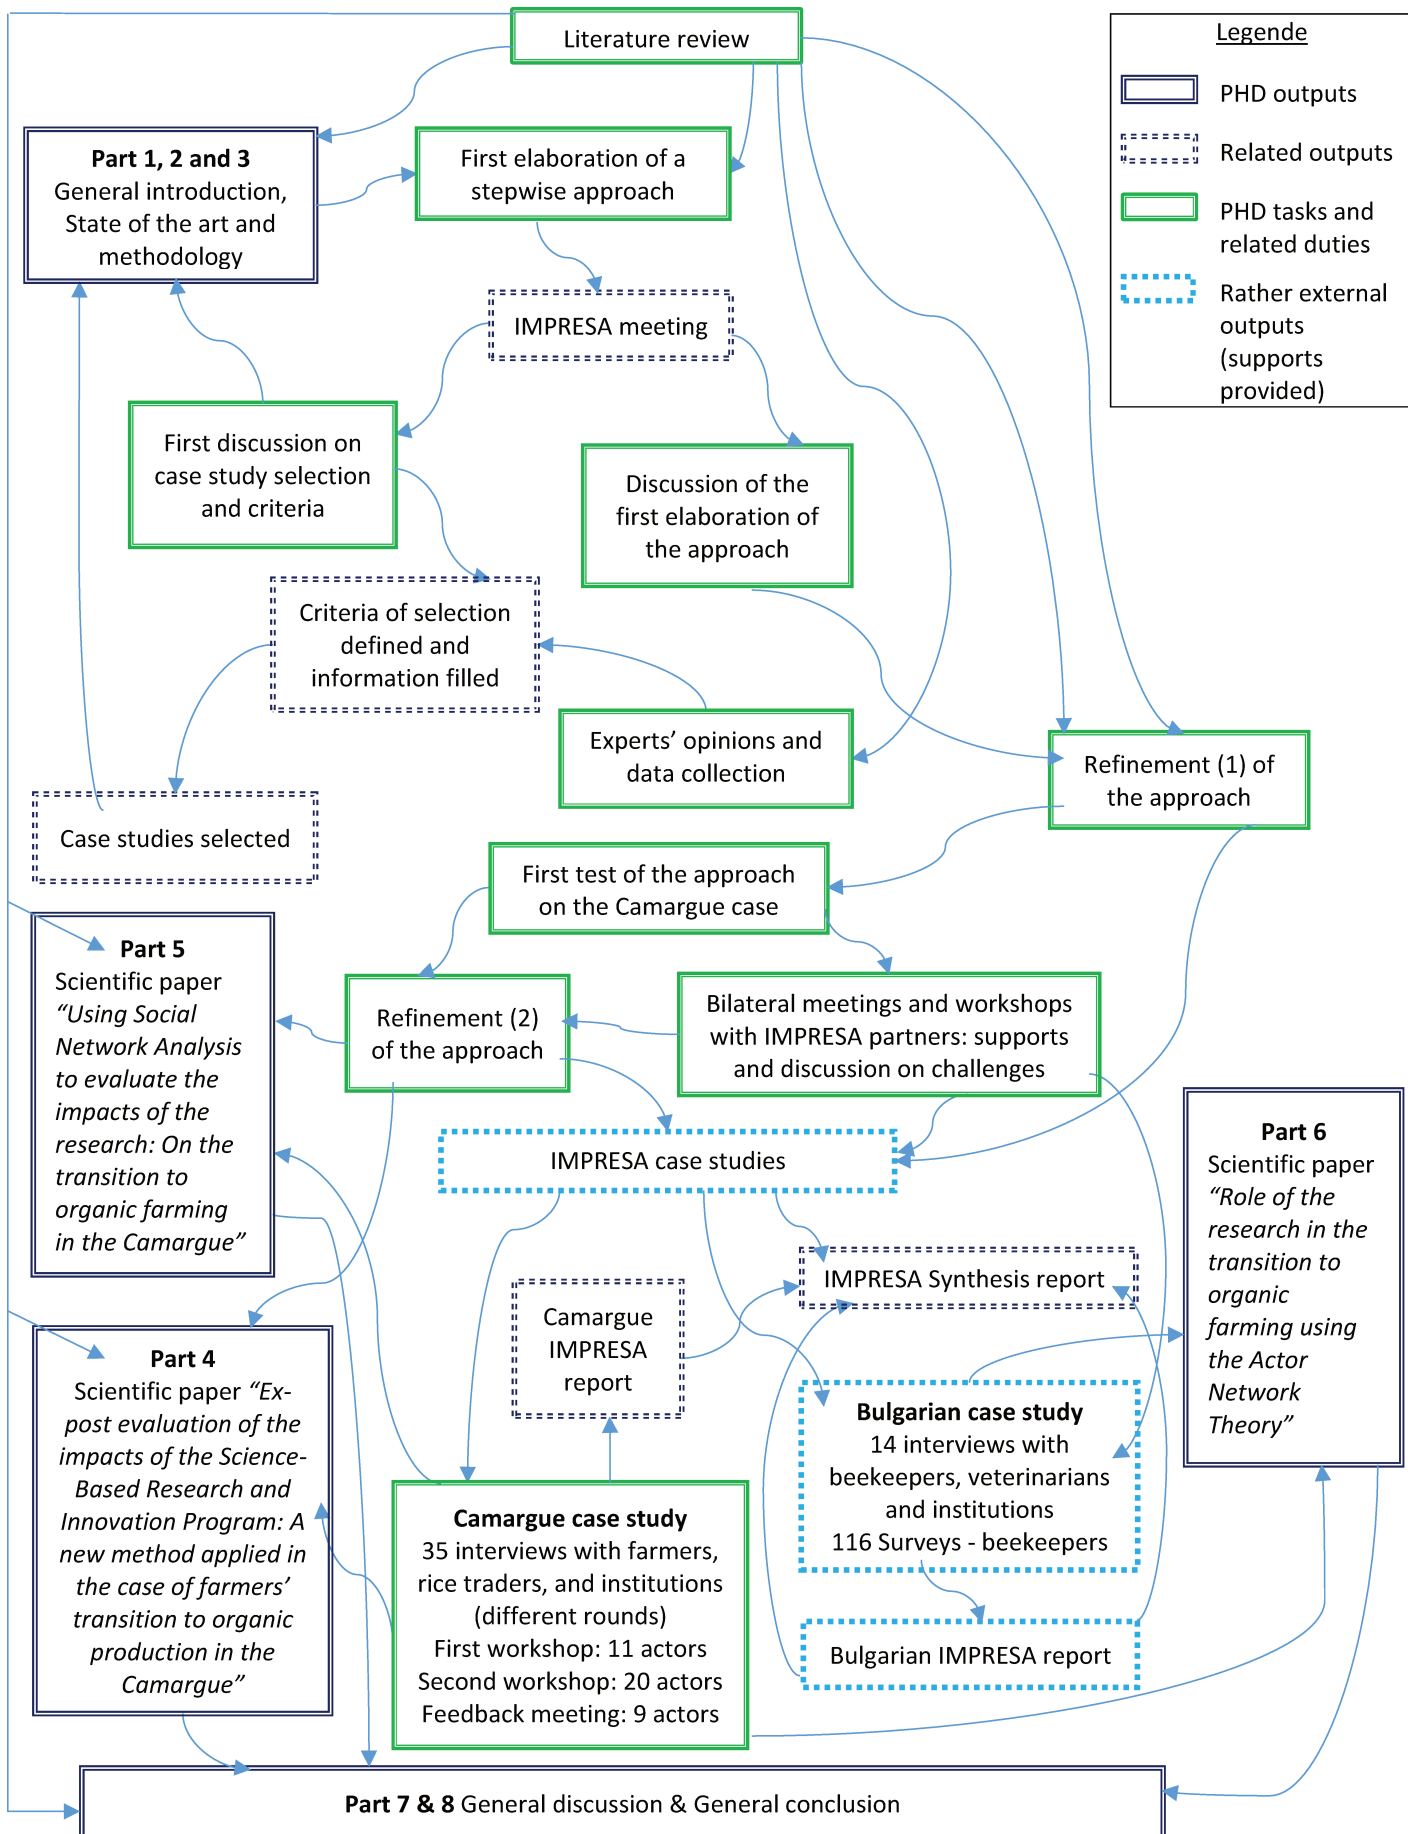 Literature review
Legende
PHD outputs
Related outputs
PHD tasks and
related duties
Rather external
outputs
(supports
provided)
Part 1, 2 and 3
General introduction,
State of the art and
methodology
First elaboration of a
stepwise approach
IMPRESA meeting
First discussion on
case study selection
and criteria
Discussion of the
first elaboration of
the approach
Criteria of selection
defined and
information filled
Experts’ opinions and
data collection
Refinement (1) of
the approach
Case studies selected
First test of the approach
on the Camargue case
Part 5
Scientific paper
“Using Social
Network Analysis
to evaluate the
impacts of the
research: On the
transition to
organic farming
in the Camargue”
Refinement (2)
of the approach
Bilateral meetings and workshops
with IMPRESA partners: supports
and discussion on challenges
IMPRESA case studies
Part 6
Scientific paper
“Role of the
research in the
transition to
organic
farming using
the Actor
Network
Theory”
IMPRESA Synthesis report
Camargue
IMPRESA
report
Part 4
Scientific paper “Ex-
post evaluation of the
impacts of the Science-
Based Research and
Innovation Program: A
new method applied in
the case of farmers’
transition to organic
production in the
Camargue”
Bulgarian case study
14 interviews with
beekeepers, veterinarians
and institutions
116 Surveys - beekeepers
Camargue case study
35 interviews with farmers,
rice traders, and institutions
(different rounds)
First workshop: 11 actors
Second workshop: 20 actors
Feedback meeting: 9 actors
Bulgarian IMPRESA report
Part 7 & 8 General discussion & General conclusion